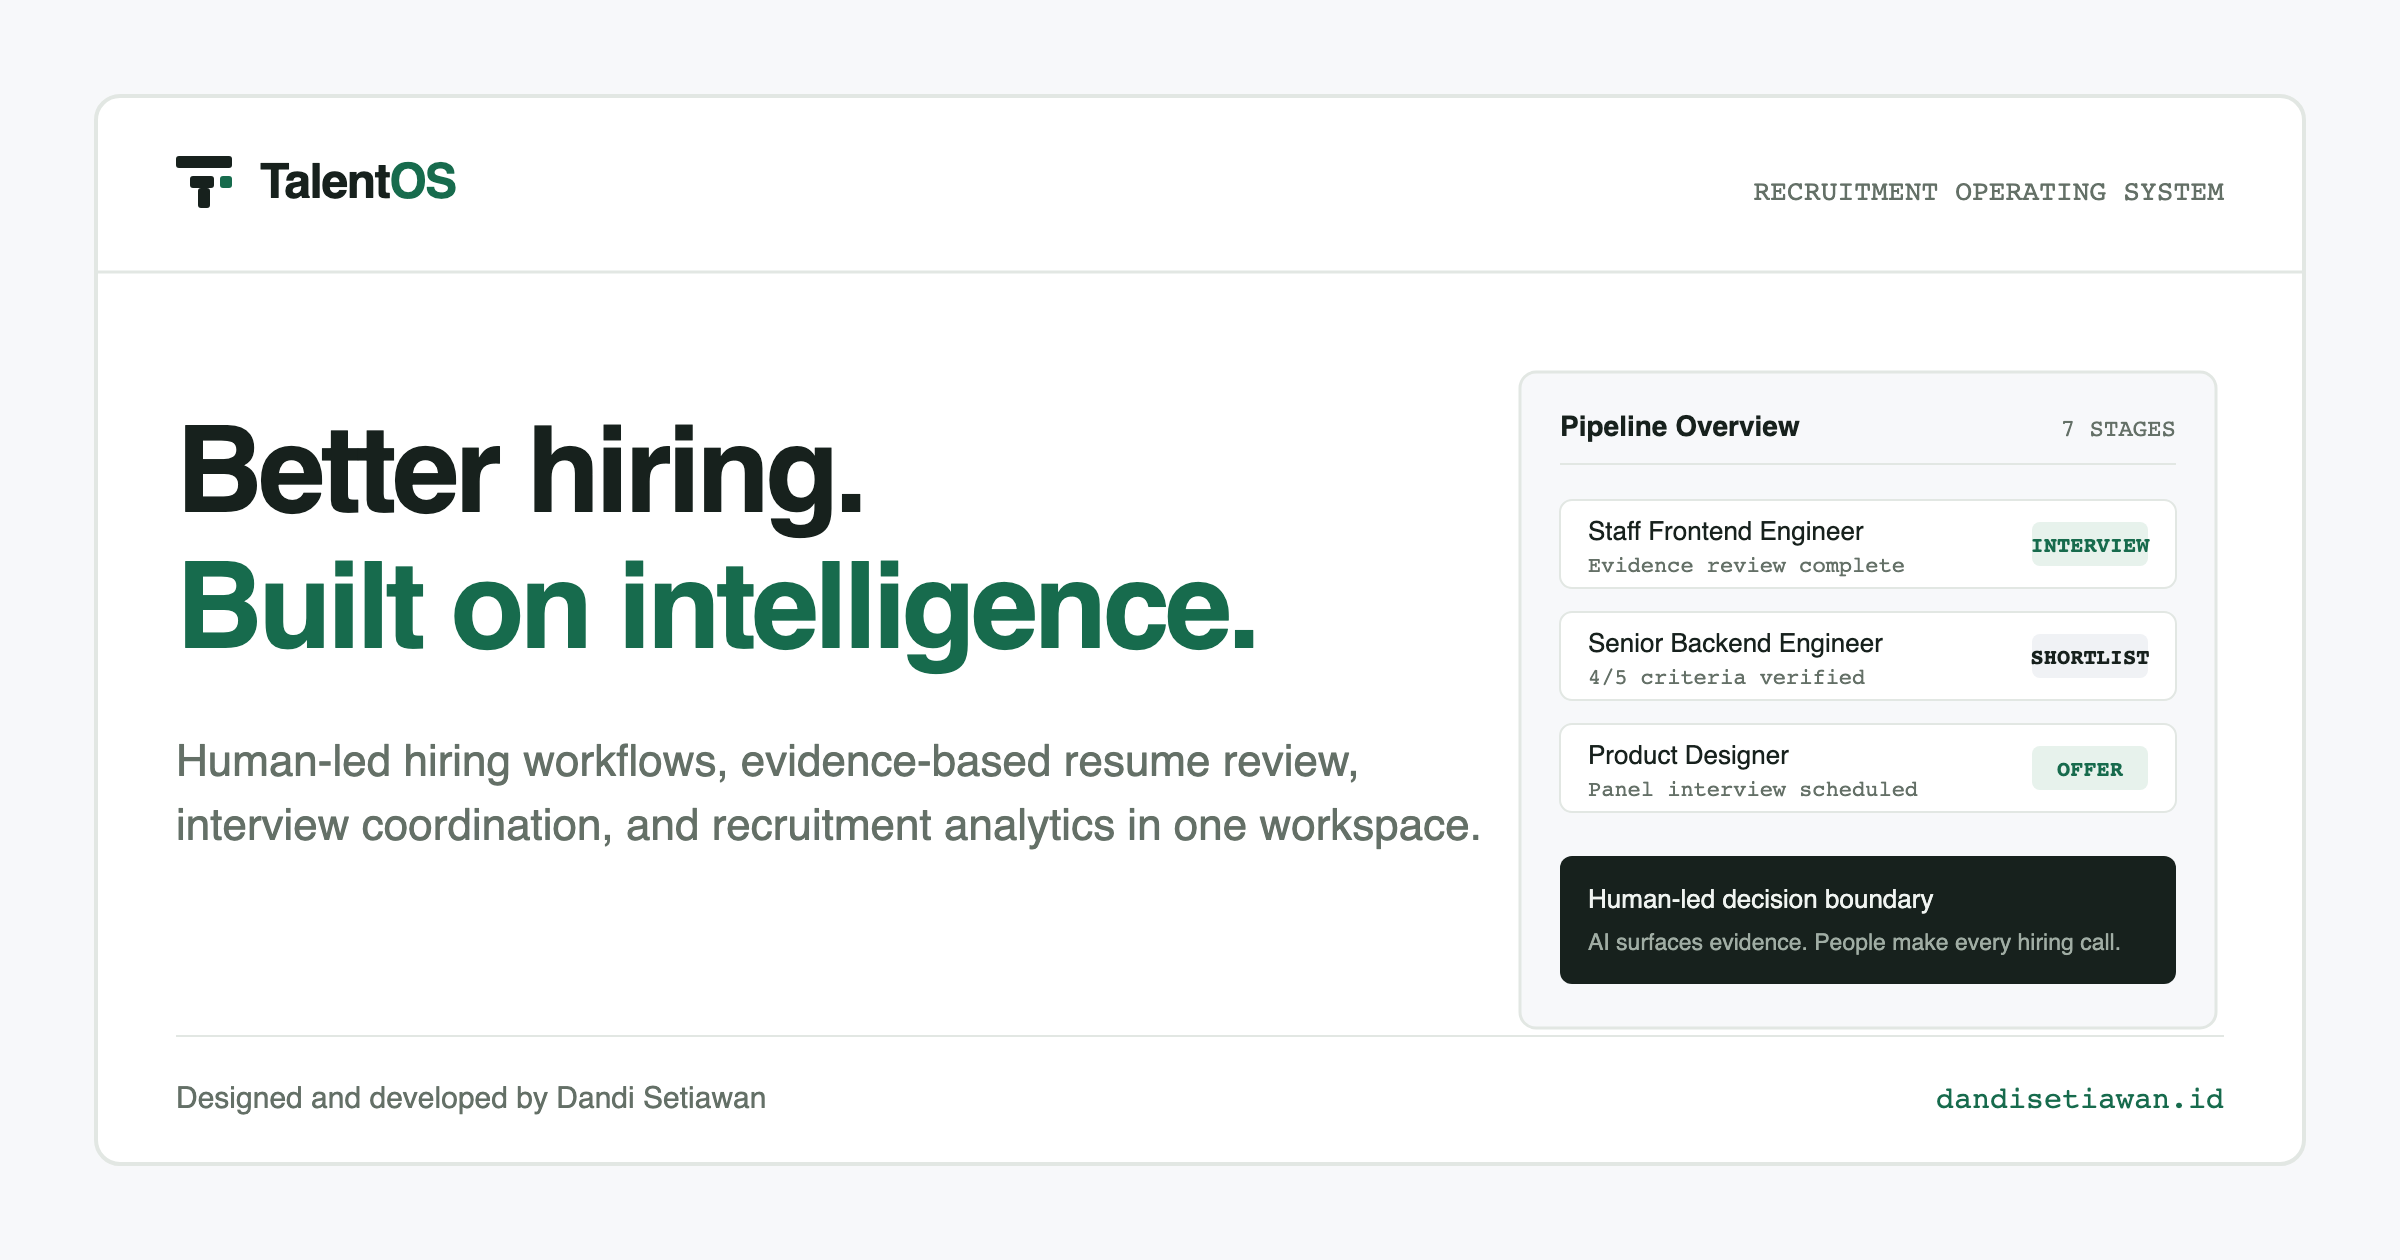 TalentOS
RECRUITMENT OPERATING SYSTEM
Better hiring.
Built on intelligence.
Human-led hiring workflows, evidence-based resume review,
interview coordination, and recruitment analytics in one workspace.
Pipeline Overview
7 STAGES
Staff Frontend Engineer
Evidence review complete
INTERVIEW
Senior Backend Engineer
4/5 criteria verified
SHORTLIST
Product Designer
Panel interview scheduled
OFFER
Human-led decision boundary
AI surfaces evidence. People make every hiring call.
Designed and developed by Dandi Setiawan
dandisetiawan.id